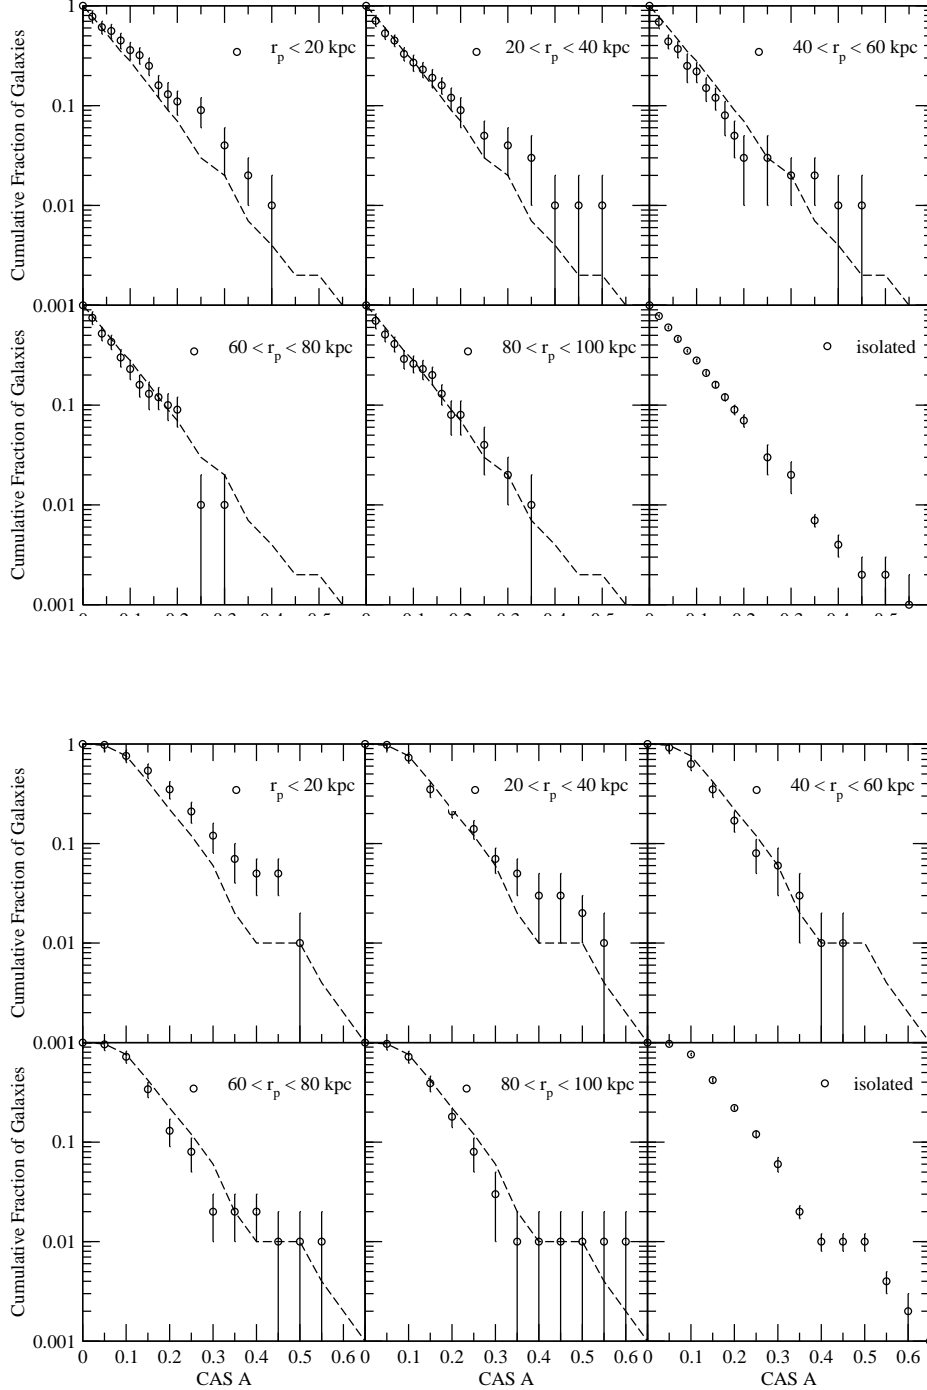 1
r_p < 20 kpc
20 < r_p < 40 kpc
40 < r_p < 60 kpc
0.1
0.01
Cumulative Fraction of Galaxies
0.001
60 < r_p < 80 kpc
80 < r_p < 100 kpc
isolated
0.1
0.01
Cumulative Fraction of Galaxies
0.001
1
r_p < 20 kpc
20 < r_p < 40 kpc
40 < r_p < 60 kpc
0.1
0.01
Cumulative Fraction of Galaxies
0.001
60 < r_p < 80 kpc
80 < r_p < 100 kpc
isolated
0.1
0.01
Cumulative Fraction of Galaxies
0.001
0 0.1 0.2 0.3 0.4 0.5 0.6 0 0.1 0.2 0.3 0.4 0.5 0.6 0 0.1 0.2 0.3 0.4 0.5 0.6
CAS A CAS A CAS A